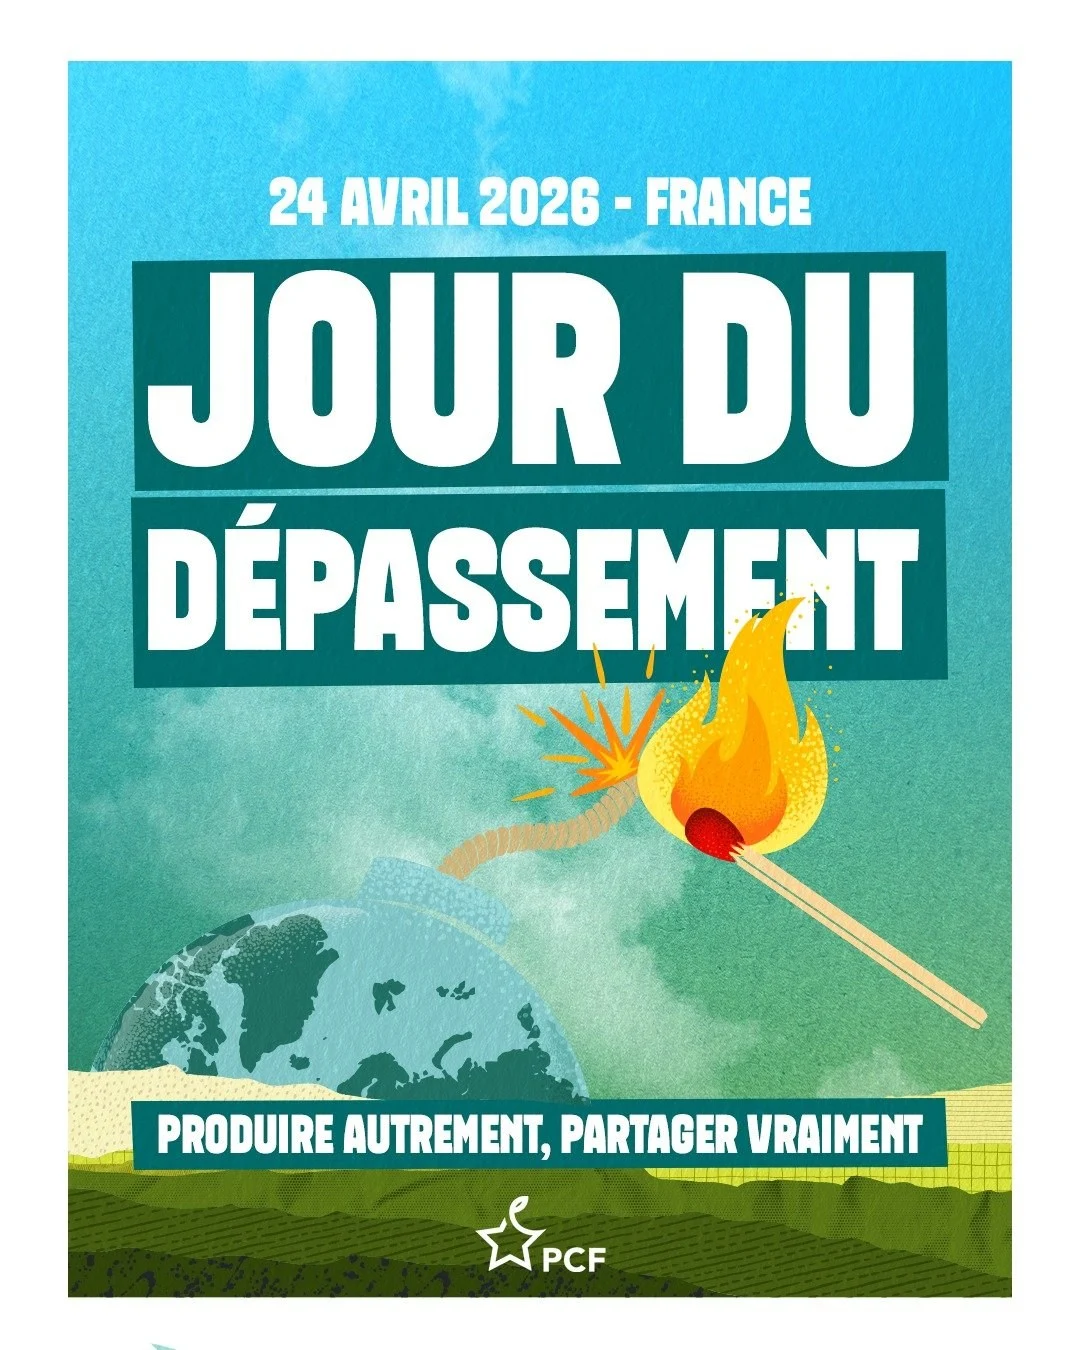 24 AVRIL 2026 - FRANCE
JOUR DU
DÉPASSEMENT
PRODUIRE AUTREMENT, PARTAGER VRAIMENT
PCF